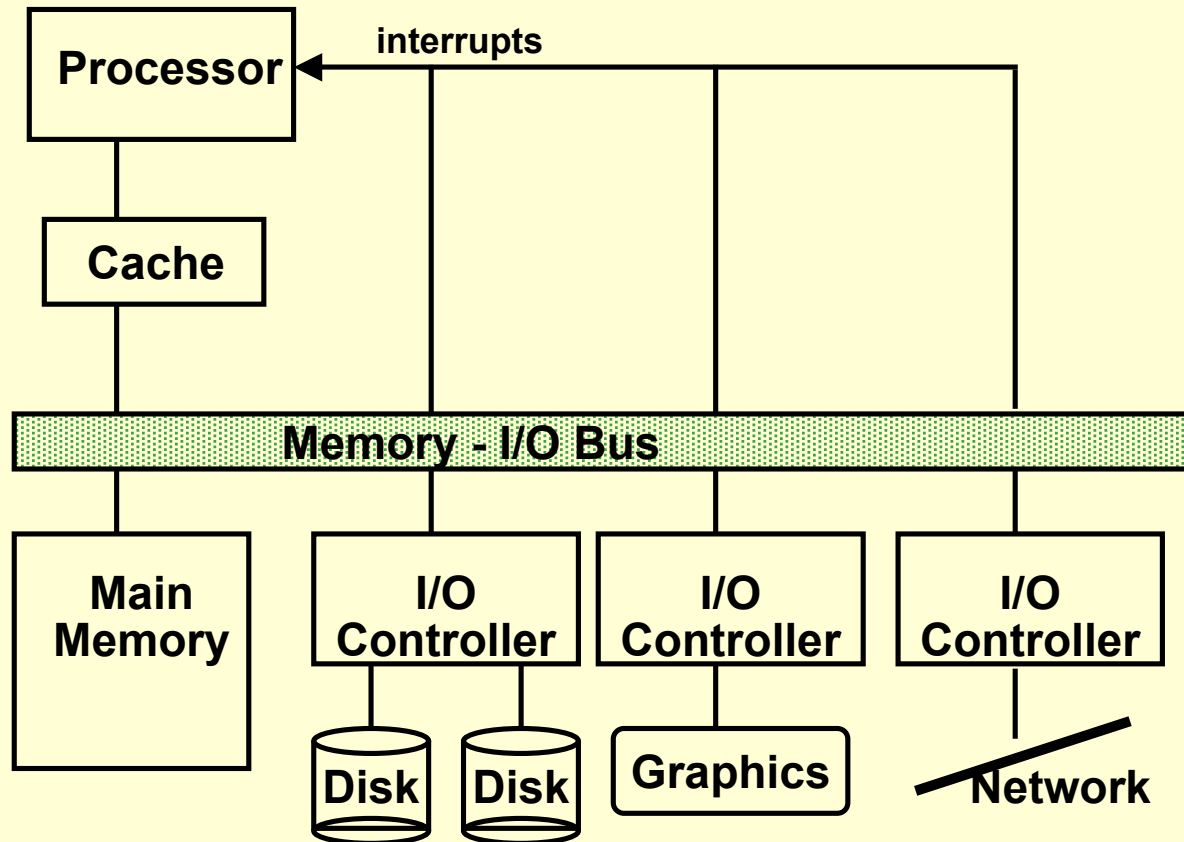 interrupts
Processor
Cache
Memory - I/O Bus
Main
Memory
I/O
Controller
I/O
Controller
I/O
Controller
Disk
Disk
Graphics
Network